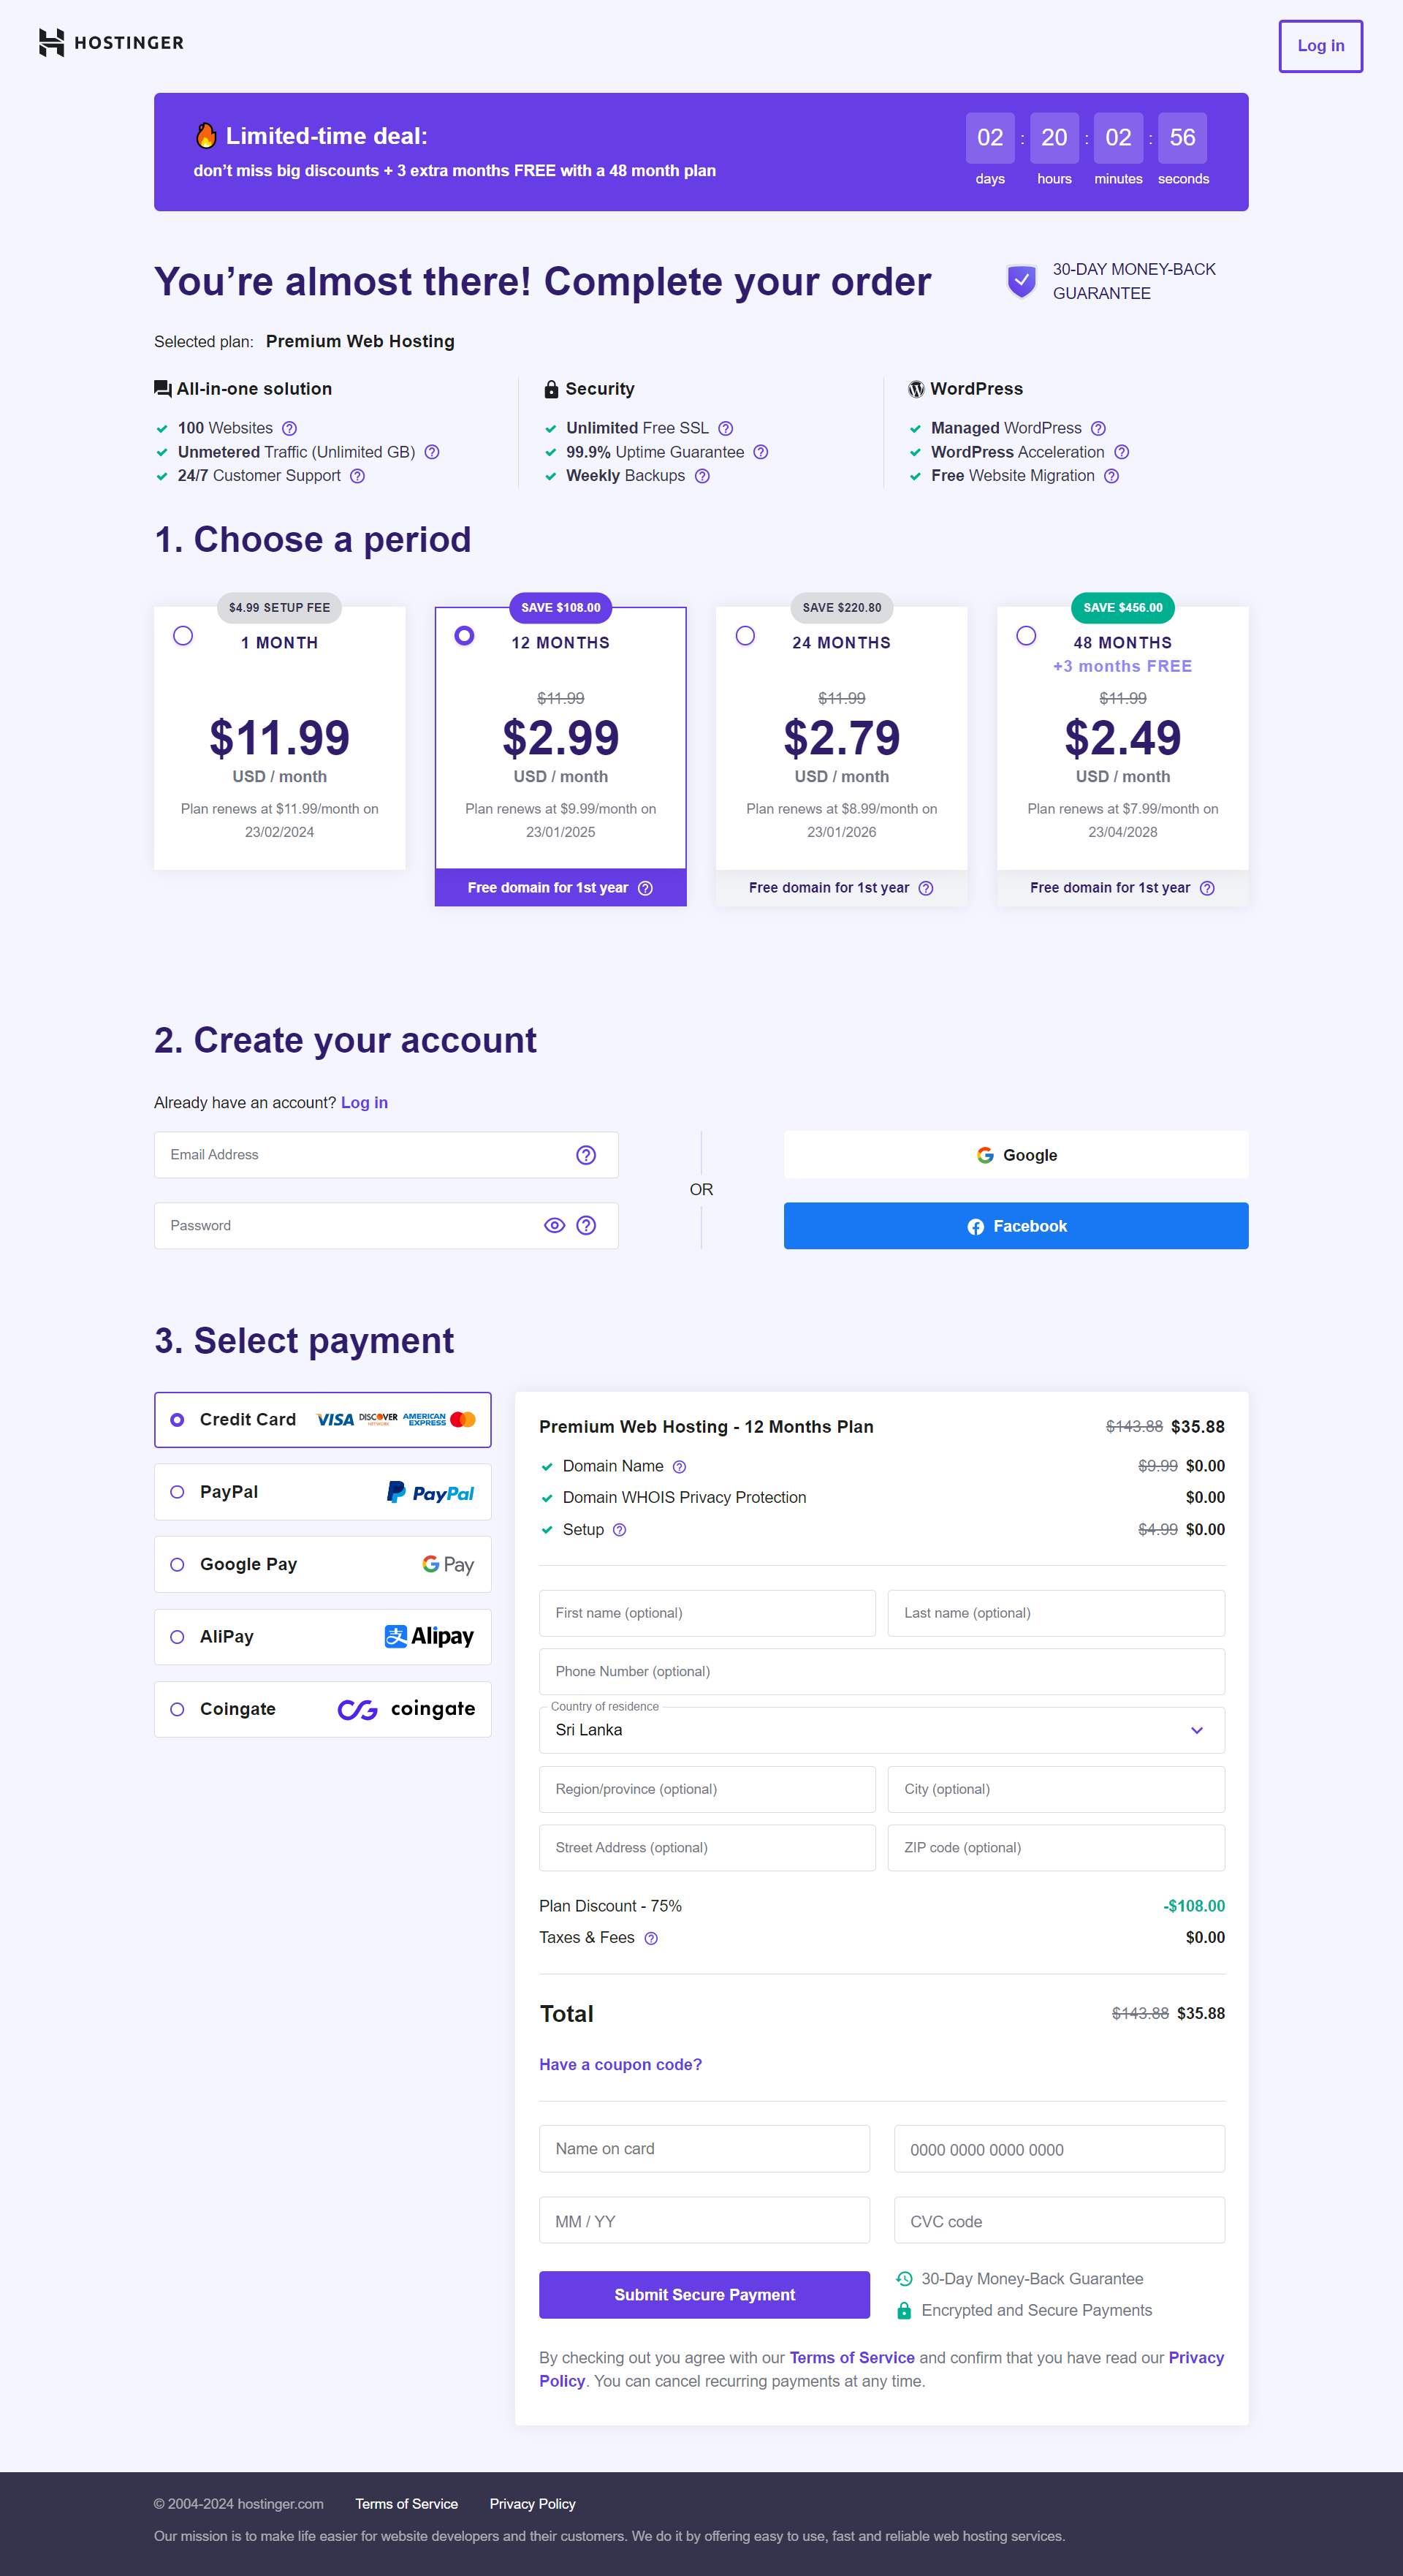 HOSTINGER
Log in
Limited-time deal:
don’t miss big discounts + 3 extra months FREE with a 48 month plan
02 : 20 : 02 : 56
days hours minutes seconds
You’re almost there! Complete your order
30-DAY MONEY-BACK
GUARANTEE
Selected plan: Premium Web Hosting
All-in-one solution
100 Websites
Unmetered Traffic (Unlimited GB)
24/7 Customer Support
Security
Unlimited Free SSL
99.9% Uptime Guarantee
Weekly Backups
WordPress
Managed WordPress
WordPress Acceleration
Free Website Migration
1. Choose a period
$4.99 SETUP FEE
1 MONTH
$11.99
USD / month
Plan renews at $11.99/month on
23/02/2024
SAVE $108.00
12 MONTHS
$11.99
$2.99
USD / month
Plan renews at $9.99/month on
23/01/2025
Free domain for 1st year
SAVE $220.80
24 MONTHS
$11.99
$2.79
USD / month
Plan renews at $8.99/month on
23/01/2026
Free domain for 1st year
SAVE $456.00
48 MONTHS
+3 months FREE
$11.99
$2.49
USD / month
Plan renews at $7.99/month on
23/04/2028
Free domain for 1st year
2. Create your account
Already have an account? Log in
Email Address
Password
OR
Google
Facebook
3. Select payment
Credit Card VISA DISCOVER NETWORK AMERICAN EXPRESS
PayPal PayPal
Google Pay G Pay
AliPay 支 Alipay
Coingate CG coingate
Premium Web Hosting - 12 Months Plan $143.88 $35.88
Domain Name $9.99 $0.00
Domain WHOIS Privacy Protection $0.00
Setup $4.99 $0.00
First name (optional) Last name (optional)
Phone Number (optional)
Country of residence
Sri Lanka
Region/province (optional) City (optional)
Street Address (optional) ZIP code (optional)
Plan Discount - 75% -$108.00
Taxes & Fees $0.00
Total $143.88 $35.88
Have a coupon code?
Name on card 0000 0000 0000 0000
MM / YY CVC code
Submit Secure Payment
30-Day Money-Back Guarantee
Encrypted and Secure Payments
By checking out you agree with our Terms of Service and confirm that you have read our Privacy
Policy. You can cancel recurring payments at any time.
© 2004-2024 hostinger.com Terms of Service Privacy Policy
Our mission is to make life easier for website developers and their customers. We do it by offering easy to use, fast and reliable web hosting services.